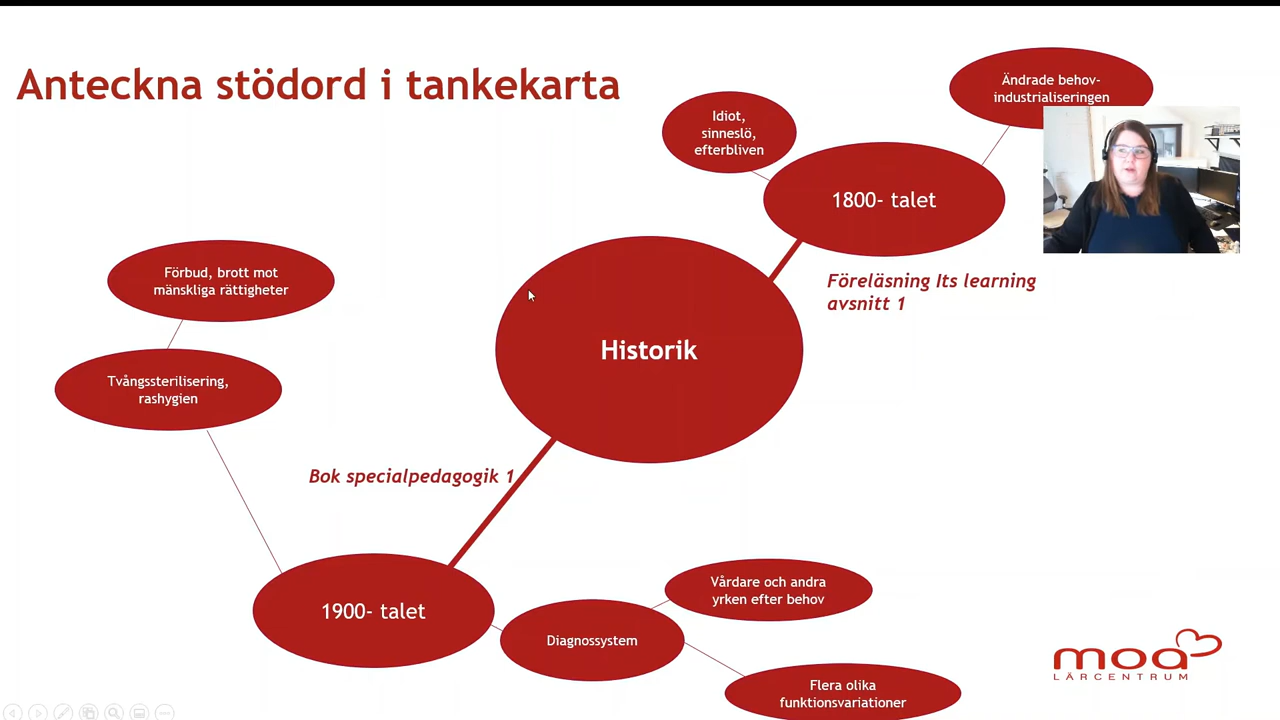 Anteckna stödord i tankekarta
Ändrade behov-
industrialiseringen
Idiot,
sinneslö,
efterbliven
1800- talet
Föreläsning Its learning
avsnitt 1
Historik
Förbud, brott mot
mänskliga rättigheter
Tvångssterilisering,
rashygien
Bok specialpedagogik 1
1900- talet
Diagnossystem
Vårdare och andra
yrken efter behov
Flera olika
funktionsvariationer
moa
LÄRCENTRUM